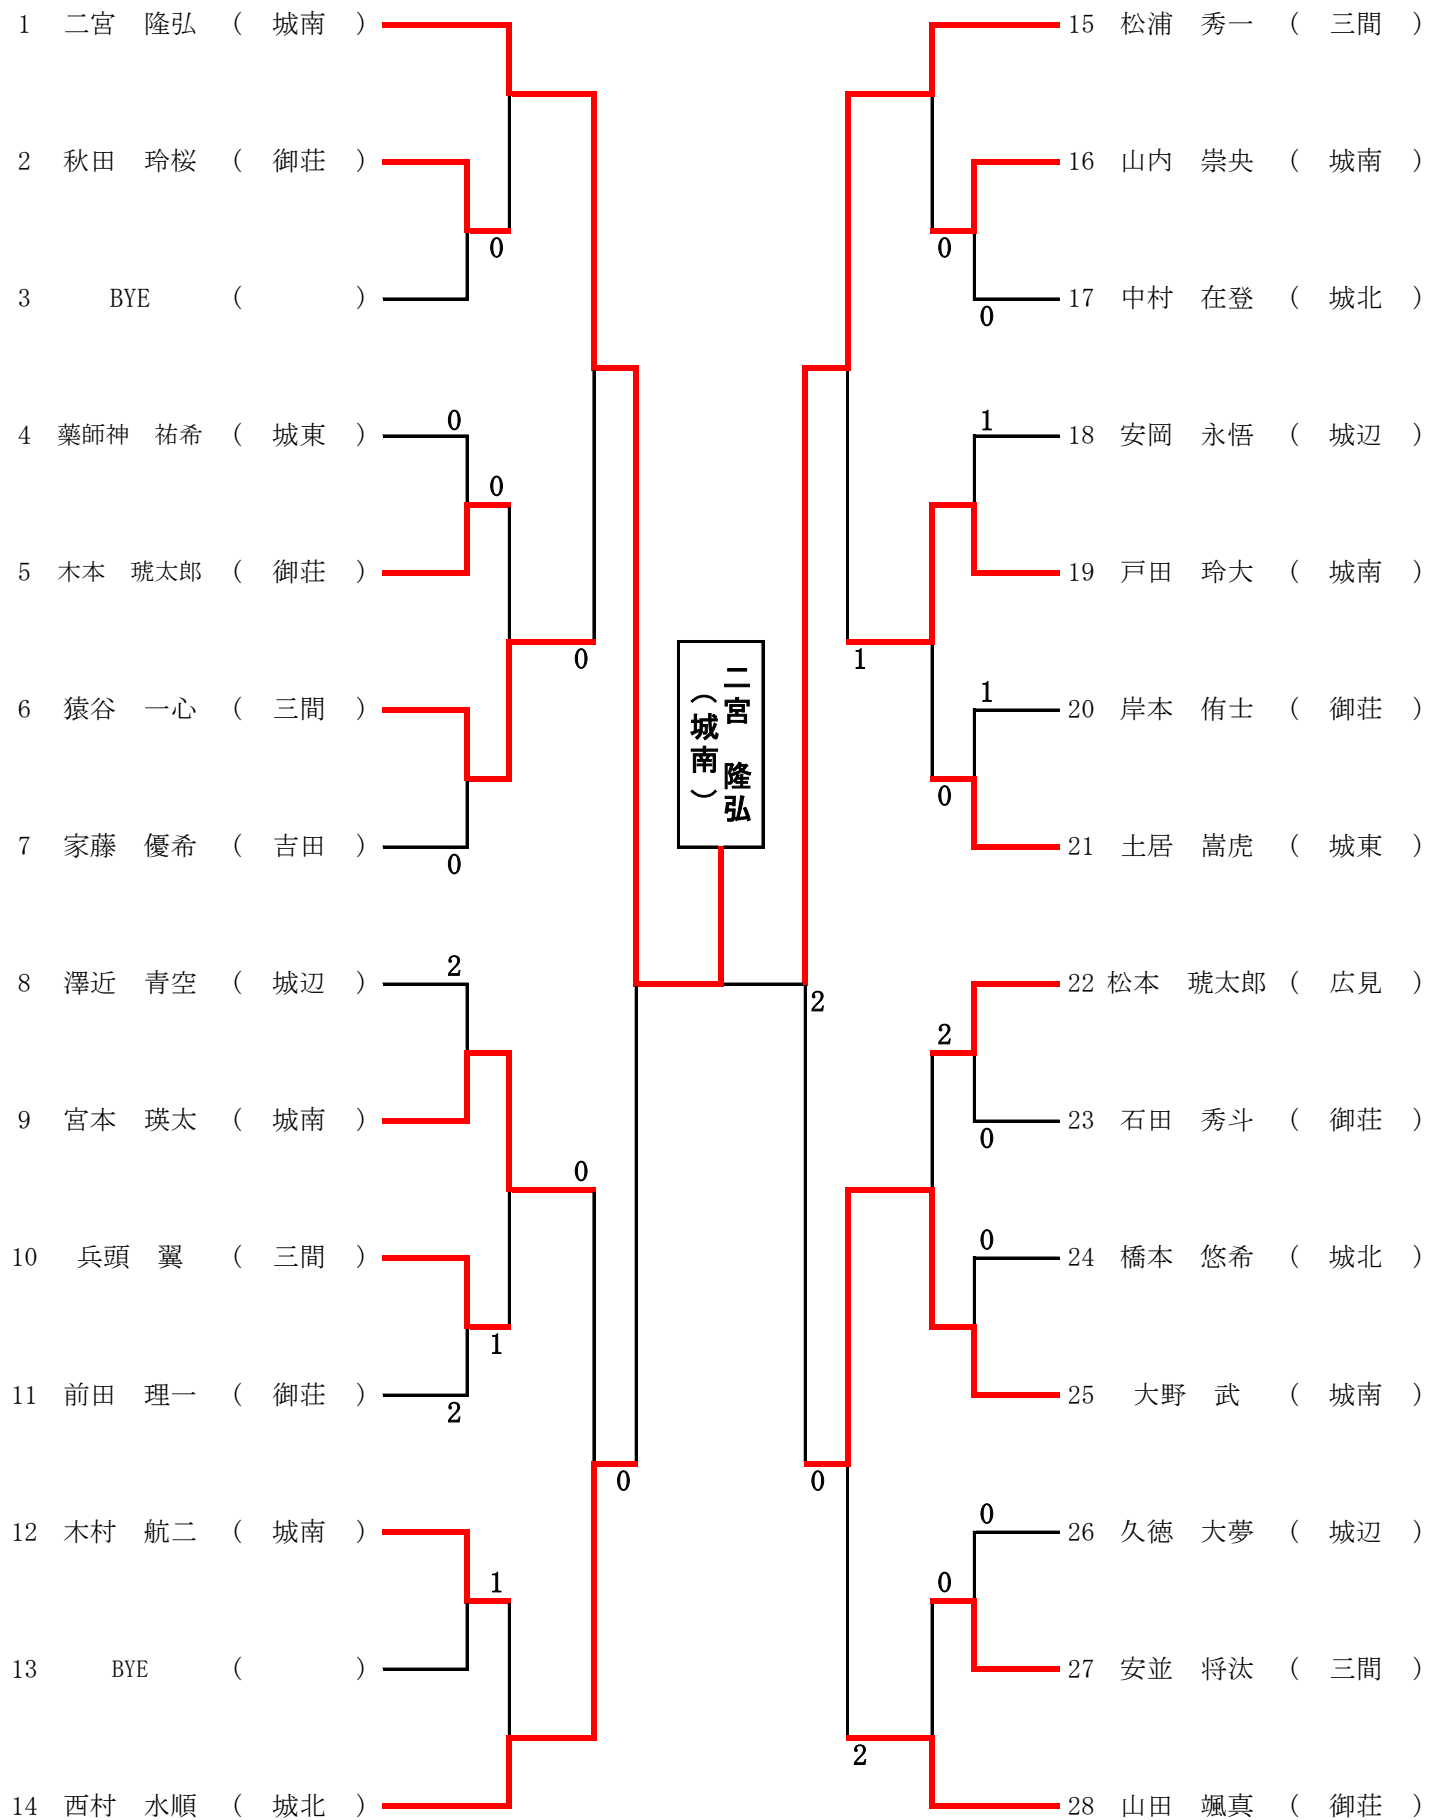 1 二宮 隆弘 ( 城南 )
2 秋田 玲桜 ( 御荘 )
0
3 BYE ( )
0
4 藥師神 祐希 ( 城東 )
0
5 木本 琥太郎 ( 御荘 )
0
6 猿谷 一心 ( 三間 )
7 家藤 優希 ( 吉田 )
0
2
8 澤近 青空 ( 城辺 )
9 宮本 瑛太 ( 城南 )
0
10 兵頭 翼 ( 三間 )
1
11 前田 理一 ( 御荘 )
2
0
12 木村 航二 ( 城南 )
1
13 BYE ( )
14 西村 水順 ( 城北 )
二宮 隆弘
(城南)
2
15 松浦 秀一 ( 三間 )
16 山内 崇央 ( 城南 )
0
17 中村 在登 ( 城北 )
0
1
18 安岡 永悟 ( 城辺 )
19 戸田 玲大 ( 城南 )
1
1
20 岸本 侑士 ( 御荘 )
0
21 土居 嵩虎 ( 城東 )
22 松本 琥太郎 ( 広見 )
2
23 石田 秀斗 ( 御荘 )
0
0
24 橋本 悠希 ( 城北 )
25 大野 武 ( 城南 )
0
0
26 久徳 大夢 ( 城辺 )
0
27 安並 将汰 ( 三間 )
2
28 山田 颯真 ( 御荘 )